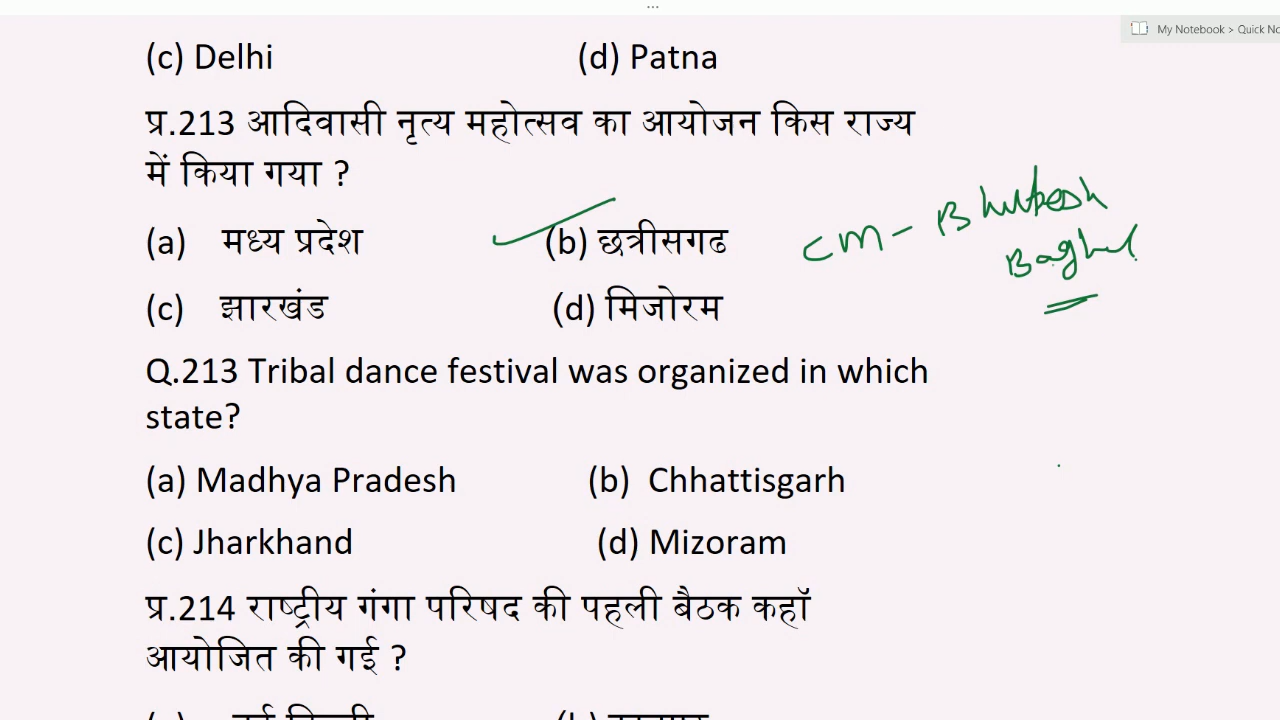 ...
My Notebook > Quick No
(c) Delhi (d) Patna
प्र.213 आदिवासी नृत्य महोत्सव का आयोजन किस राज्य
में किया गया ?
(a) मध्य प्रदेश (b) छत्रीसगढ
CM - Bhupesh
Baghel
(c) झारखंड (d) मिजोरम
Q.213 Tribal dance festival was organized in which
state?
(a) Madhya Pradesh (b) Chhattisgarh
(c) Jharkhand (d) Mizoram
प्र.214 राष्ट्रीय गंगा परिषद की पहली बैठक कहॉ
आयोजित की गई ?